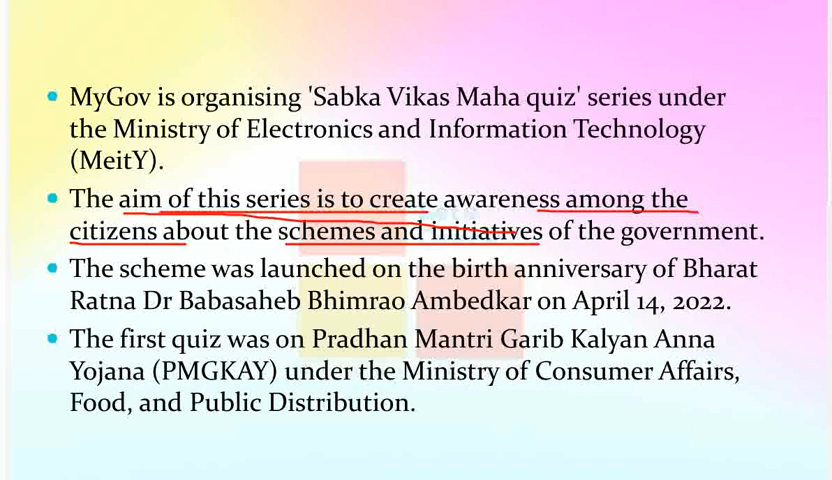 MyGov is organising 'Sabka Vikas Maha quiz' series under
the Ministry of Electronics and Information Technology
(MeitY).
The aim of this series is to create awareness among the
citizens about the schemes and initiatives of the government.
The scheme was launched on the birth anniversary of Bharat
Ratna Dr Babasaheb Bhimrao Ambedkar on April 14, 2022.
The first quiz was on Pradhan Mantri Garib Kalyan Anna
Yojana (PMGKAY) under the Ministry of Consumer Affairs,
Food, and Public Distribution.